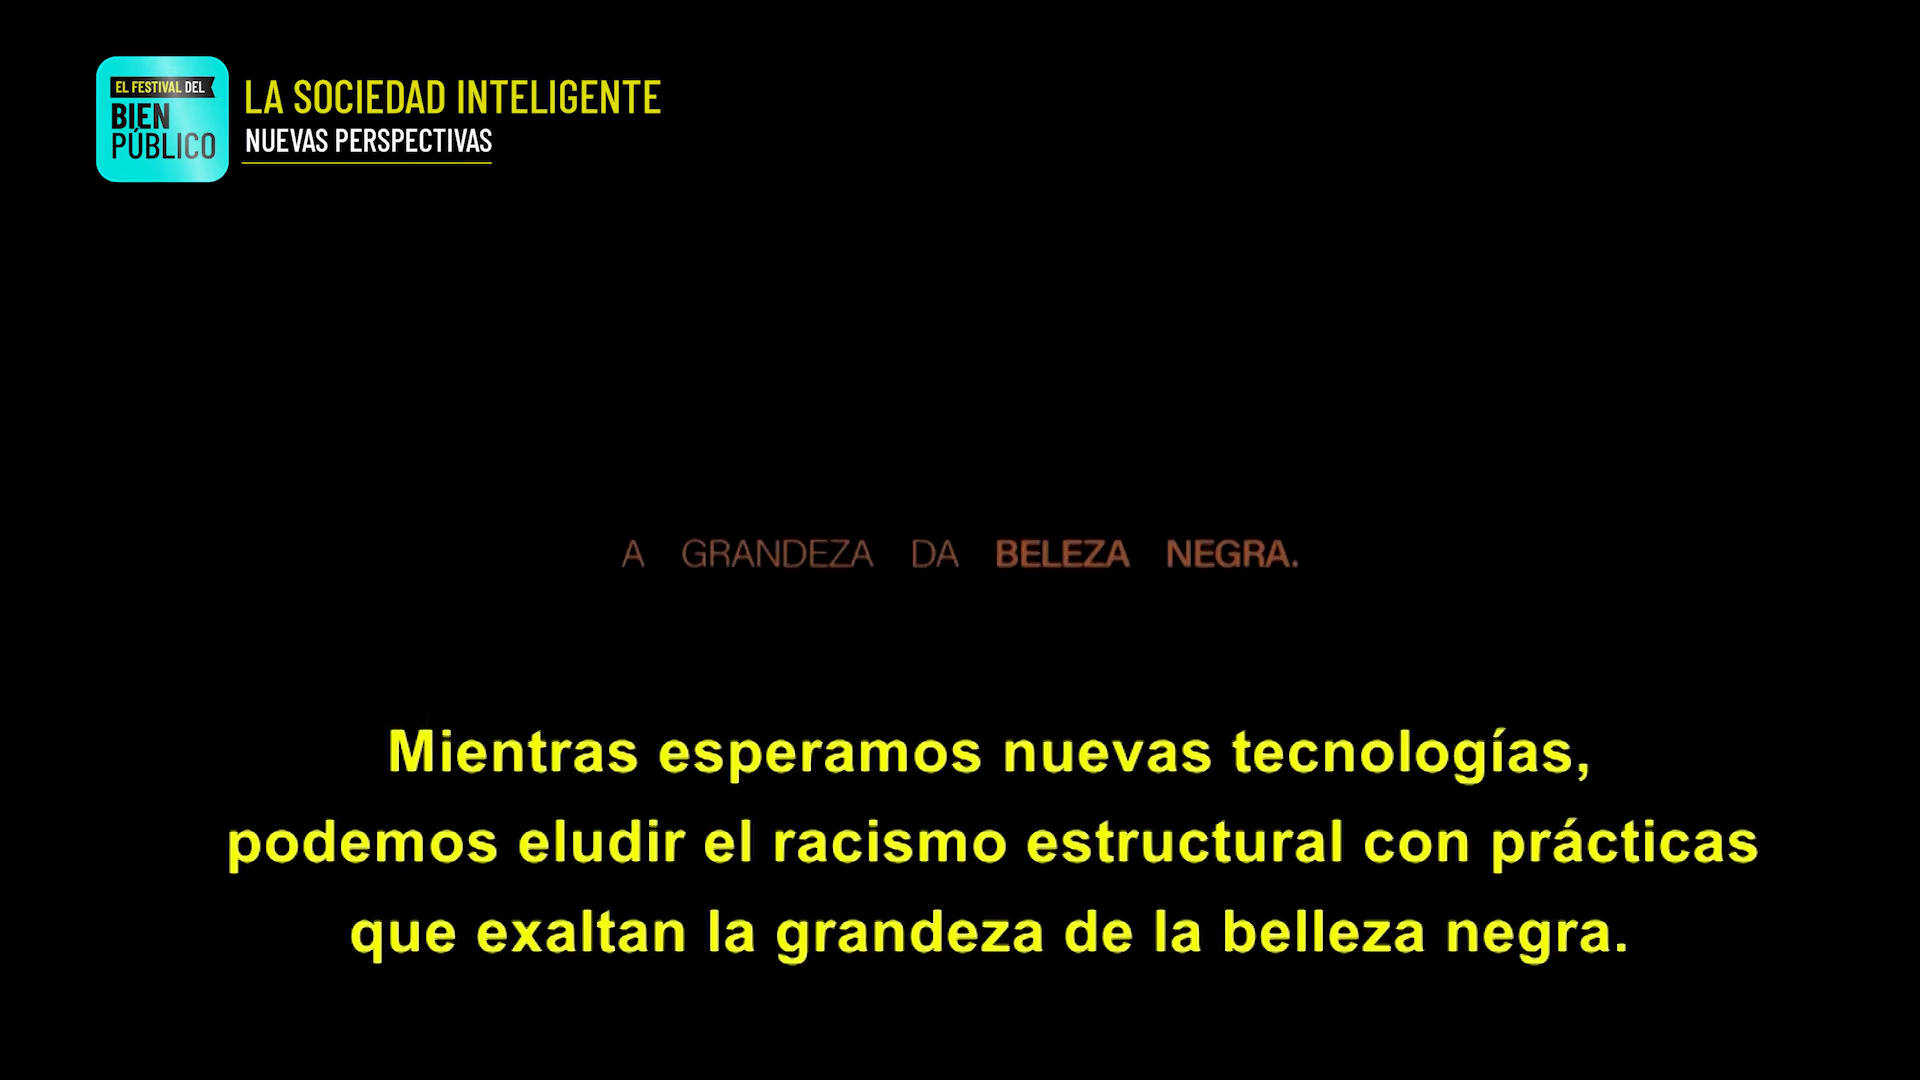 EL FESTIVAL DEL
BIEN
PÚBLICO
LA SOCIEDAD INTELIGENTE
NUEVAS PERSPECTIVAS
A GRANDEZA DA BELEZA NEGRA.
Mientras esperamos nuevas tecnologías,
podemos eludir el racismo estructural con prácticas
que exaltan la grandeza de la belleza negra.